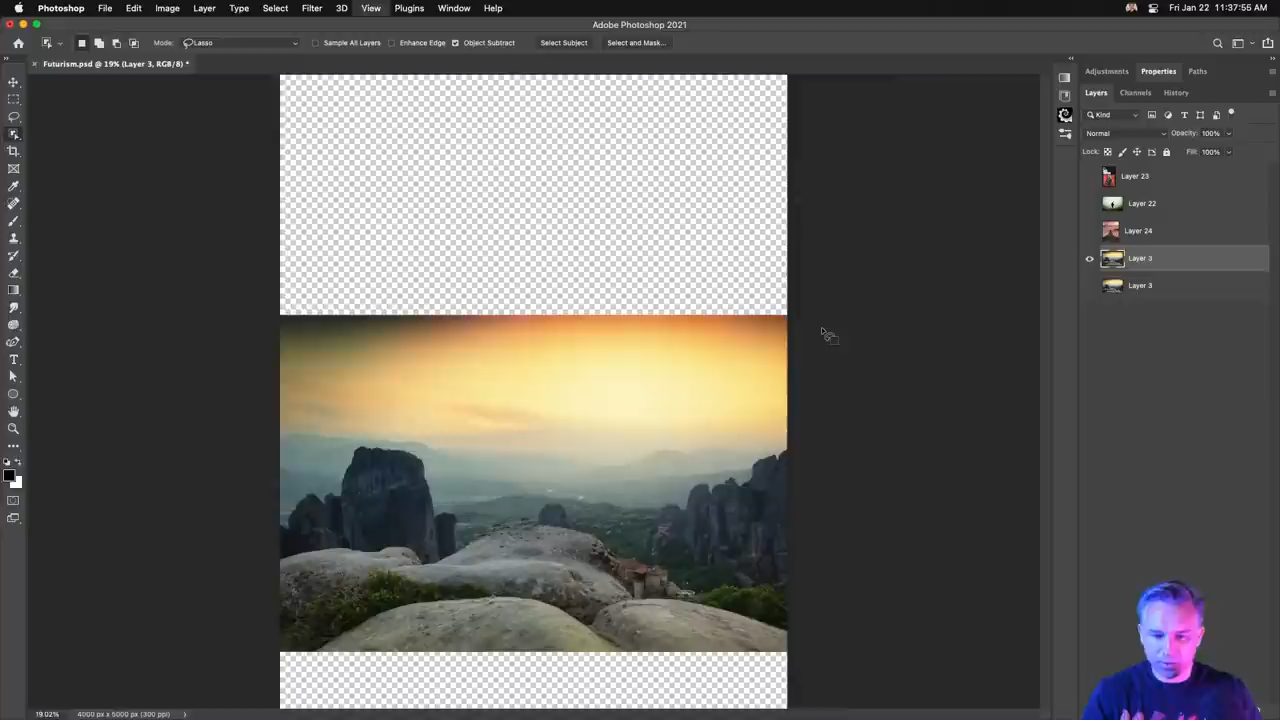 Photoshop File Edit Image Layer Type Select Filter 3D View Plugins Window Help Fri Jan 22 11:37:55 AM
Adobe Photoshop 2021
Mode: Lasso Sample All Layers Enhance Edge Object Subtract Select Subject Select and Mask...
Futurism.psd @ 19% (Layer 3, RGB/8) *
Adjustments Properties Paths
Layers Channels History
Kind
Normal Opacity: 100%
Lock: Fill: 100%
Layer 23
Layer 22
Layer 24
Layer 3
Layer 3
19.02% 4000 px x 5000 px (300 ppi)